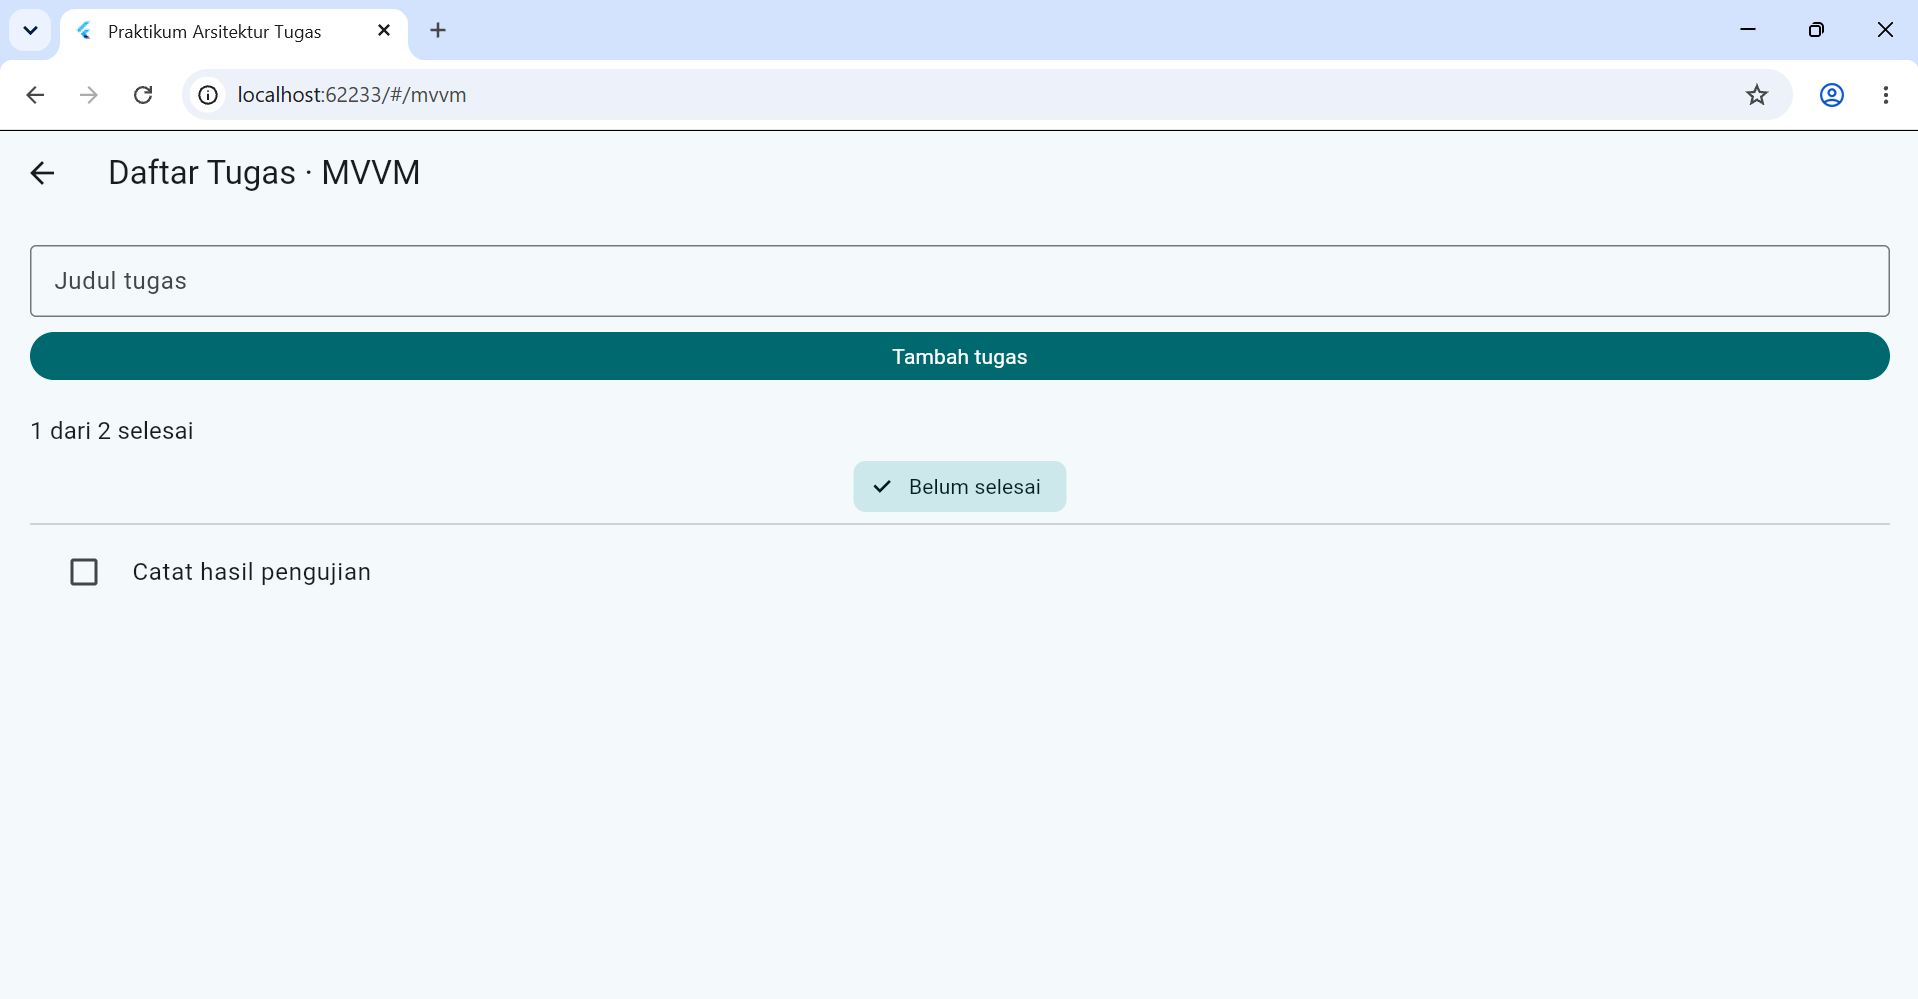 Praktikum Arsitektur Tugas
localhost:62233/#/mvvm
Daftar Tugas · MVVM
Judul tugas
Tambah tugas
1 dari 2 selesai
Belum selesai
Catat hasil pengujian